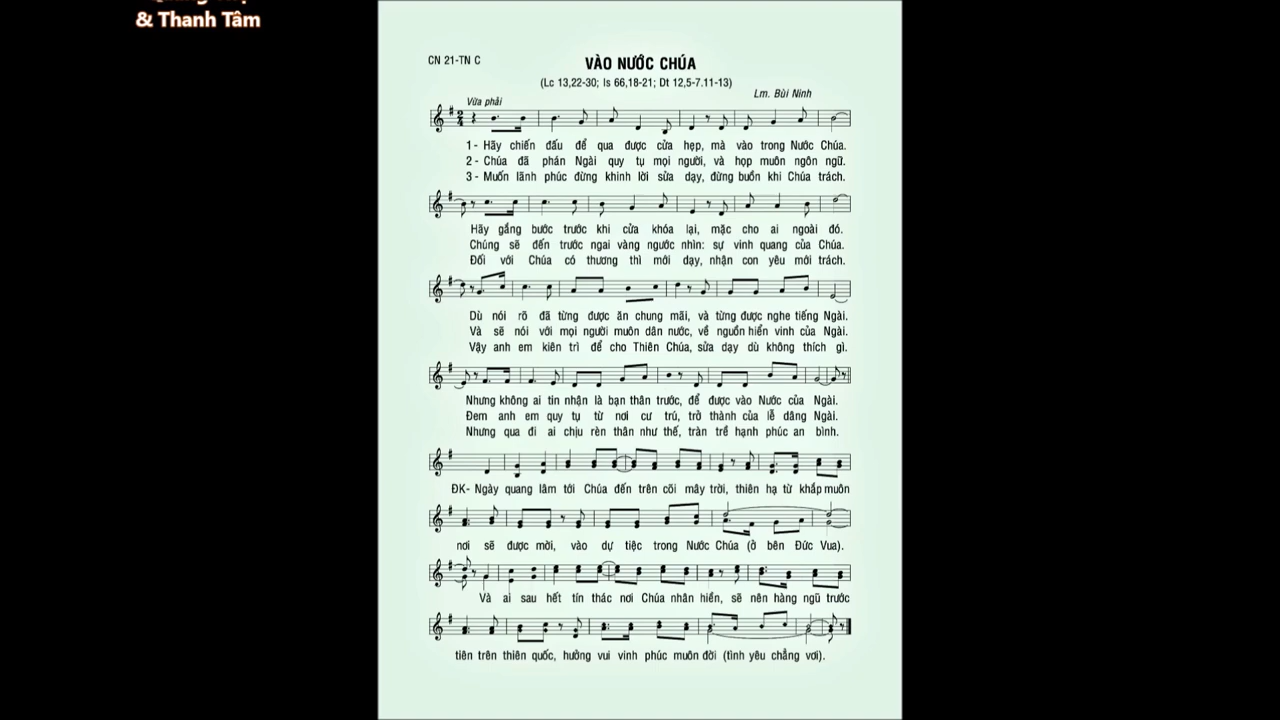 & Thanh Tâm
CN 21-TN C
VÀO NƯỚC CHÚA
(Lc 13,22-30; Is 66,18-21; Dt 12,5-7.11-13)
Lm. Bùi Ninh
Vừa phải
1- Hãy chiến đấu để qua được cửa hẹp, mà vào trong Nước Chúa.
2- Chúa đã phán Ngài quy tụ mọi người, và họp muôn ngôn ngữ.
3- Muốn lãnh phúc đừng khinh lời sửa dạy, đừng buồn khi Chúa trách.
Hãy gắng bước trước khi cửa khóa lại, mặc cho ai ngoài đó.
Chúng sẽ đến trước ngai vàng ngước nhìn: sự vinh quang của Chúa.
Đối với Chúa có thương thì mới dạy, nhận con yêu mới trách.
Dù nói rõ đã từng được ăn chung mãi, và từng được nghe tiếng Ngài.
Và sẽ nói với mọi người muôn dân nước, về nguồn hiển vinh của Ngài.
Vậy anh em kiên trì để cho Thiên Chúa, sửa dạy dù không thích gì.
Nhưng không ai tin nhận là bạn thân trước, để được vào Nước của Ngài.
Đem anh em quy tụ từ nơi cư trú, trở thành của lễ dâng Ngài.
Nhưng qua đi ai chịu rèn thân như thế, tràn trề hạnh phúc an bình.
ĐK- Ngày quang lâm tới Chúa đến trên cõi mây trời, thiên hạ từ khắp muôn
nơi sẽ được mời, vào dự tiệc trong Nước Chúa (ở bên Đức Vua).
Và ai sau hết tín thác nơi Chúa nhân hiền, sẽ nên hàng ngũ trước
tiên trên thiên quốc, hưởng vui vinh phúc muôn đời (tình yêu chẳng vơi).